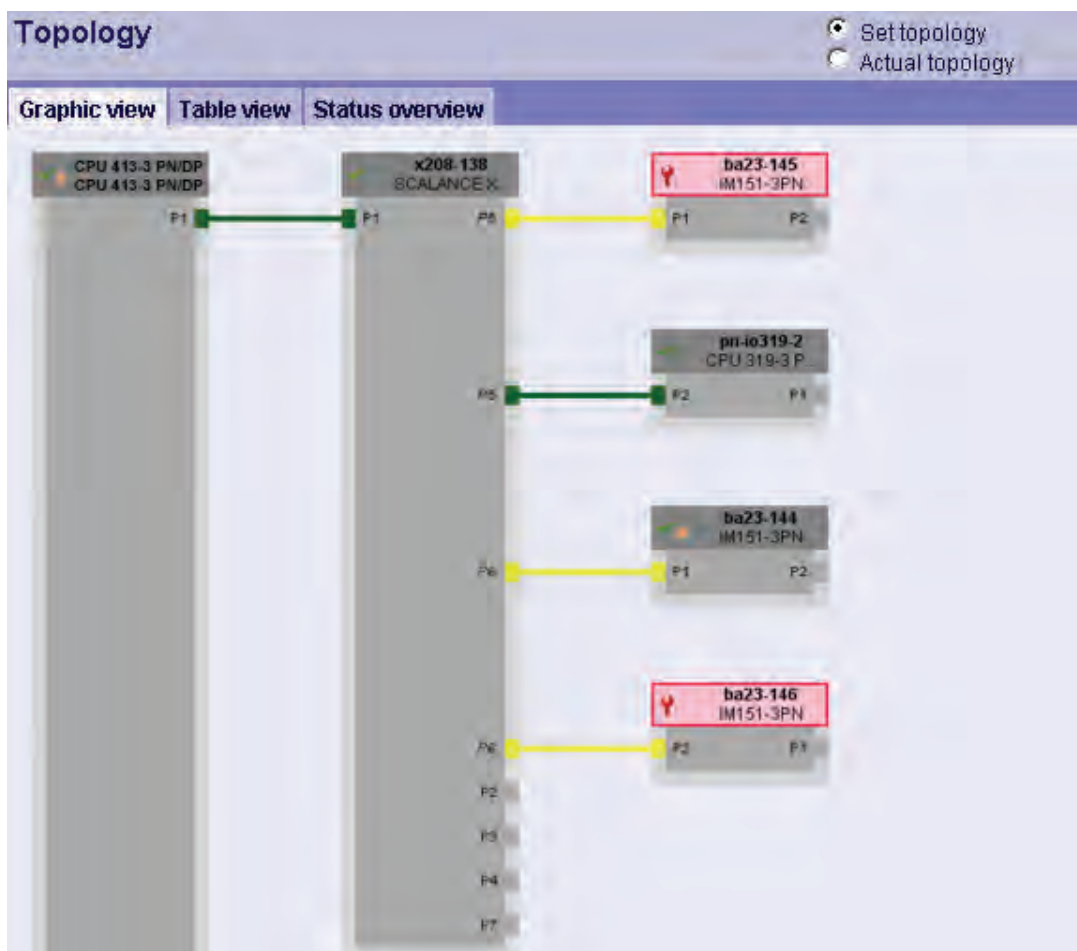 Topology
Set topology
Actual topology
Graphic view Table view Status overview
CPU 413-3 PN/DP
CPU 413-3 PN/DP
P1
x208-138
SCALANCE X
P1 P8
ba23-145
IM151-3PN
P1 P2
pn-io319-2
CPU 319-3 P...
P5
P2 P1
ba23-144
IM151-3PN
P6
P1 P2
ba23-146
IM151-3PN
P6
P2 P1
P2
P3
P4
P7